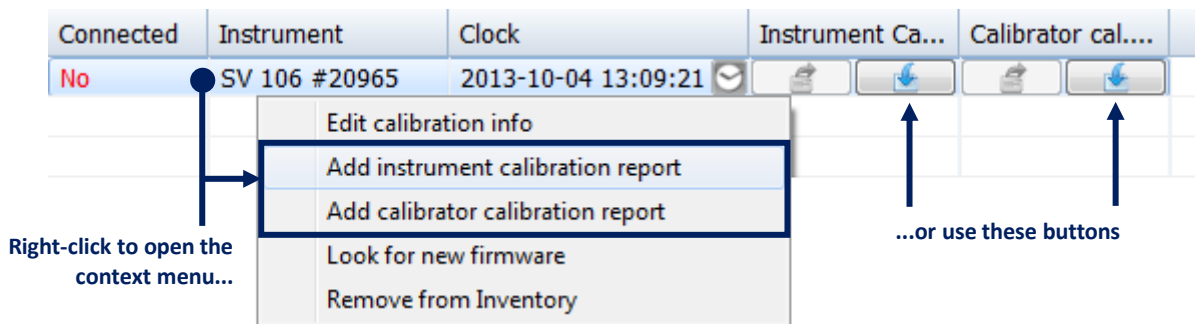 Connected Instrument Clock Instrument Ca... Calibrator cal....
No SV 106 #20965 2013-10-04 13:09:21
Edit calibration info
Add instrument calibration report
Add calibrator calibration report
Look for new firmware
Remove from Inventory
Right-click to open the
context menu...
...or use these buttons